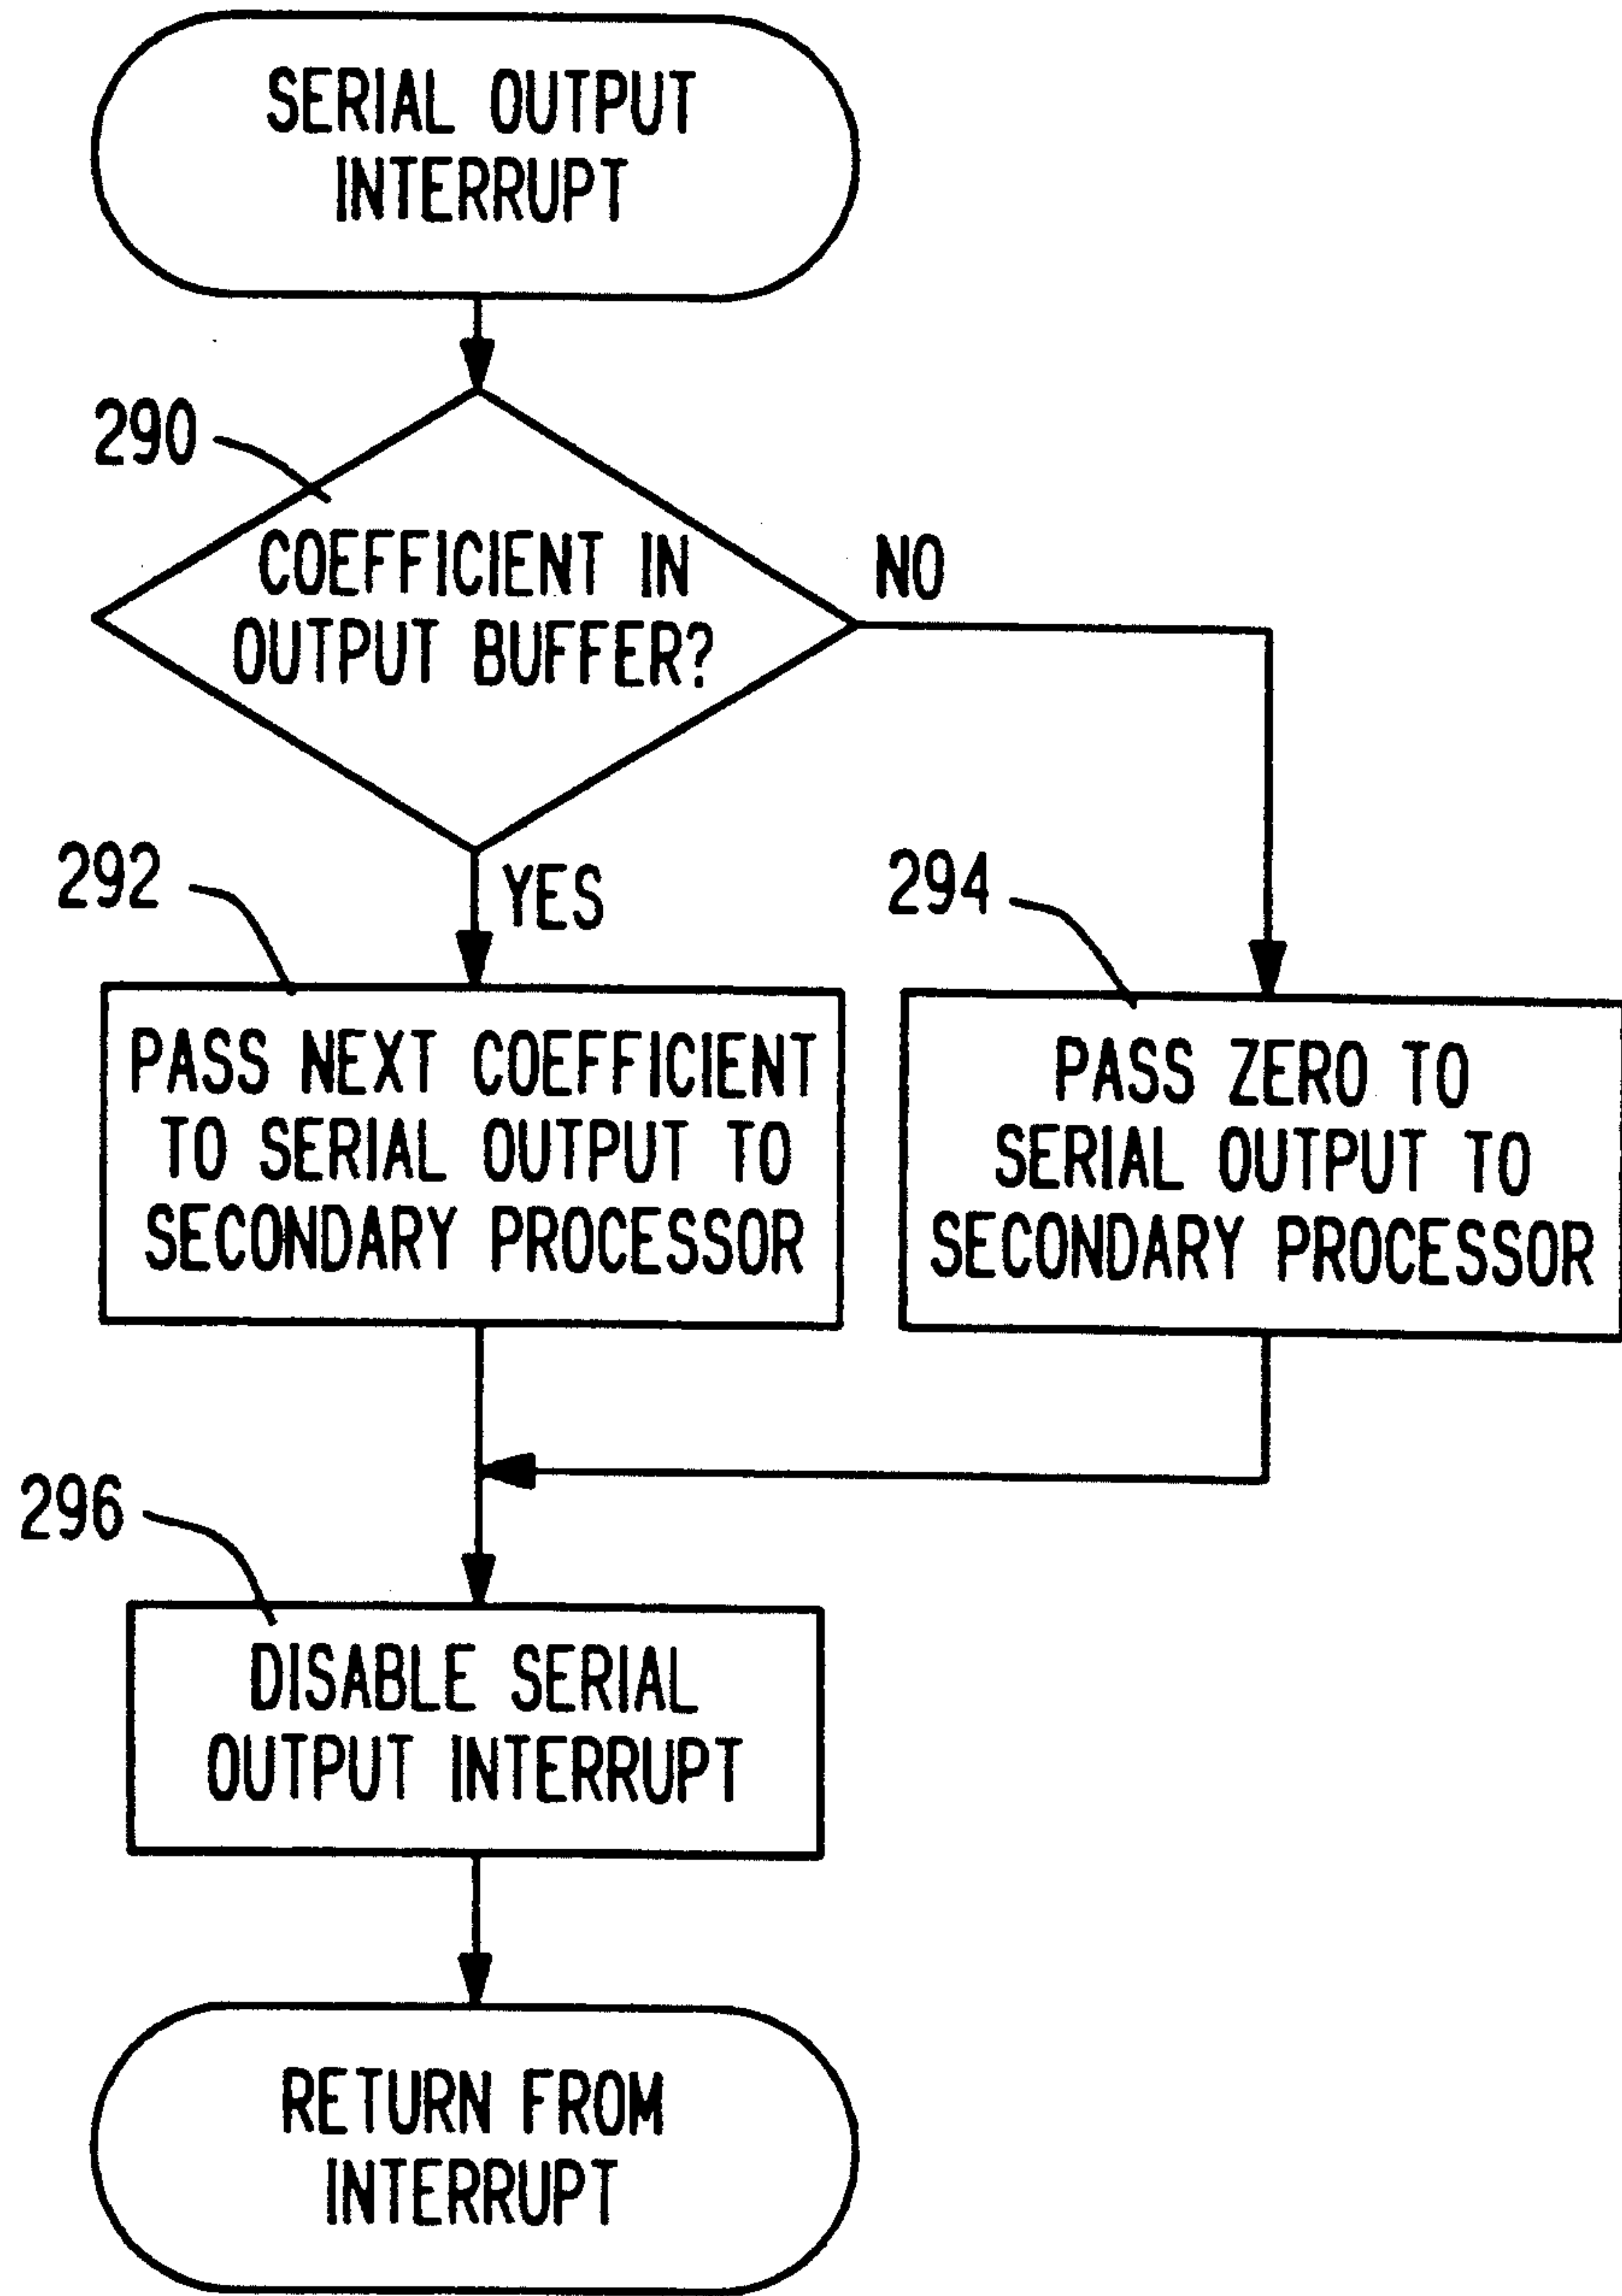 SERIAL OUTPUT
INTERRUPT
290
COEFFICIENT IN
OUTPUT BUFFER?
NO
292
YES
294
PASS NEXT COEFFICIENT
TO SERIAL OUTPUT TO
SECONDARY PROCESSOR
PASS ZERO TO
SERIAL OUTPUT TO
SECONDARY PROCESSOR
296
DISABLE SERIAL
OUTPUT INTERRUPT
RETURN FROM
INTERRUPT